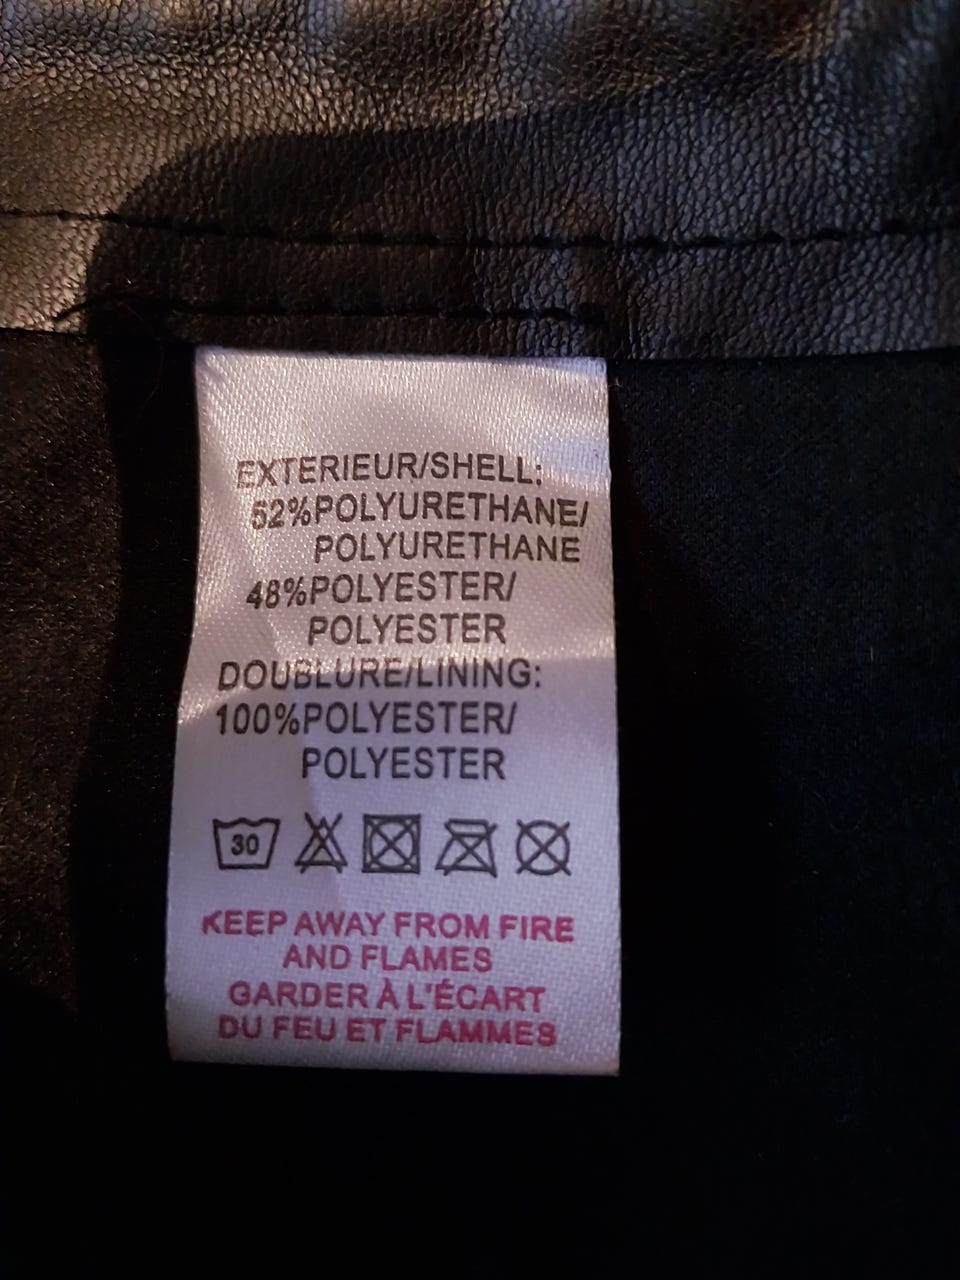 EXTERIEUR/SHELL:
52%POLYURETHANE/
POLYURETHANE
48%POLYESTER/
POLYESTER
DOUBLURE/LINING:
100%POLYESTER/
POLYESTER
30
KEEP AWAY FROM FIRE
AND FLAMES
GARDER À L'ÉCART
DU FEU ET FLAMMES